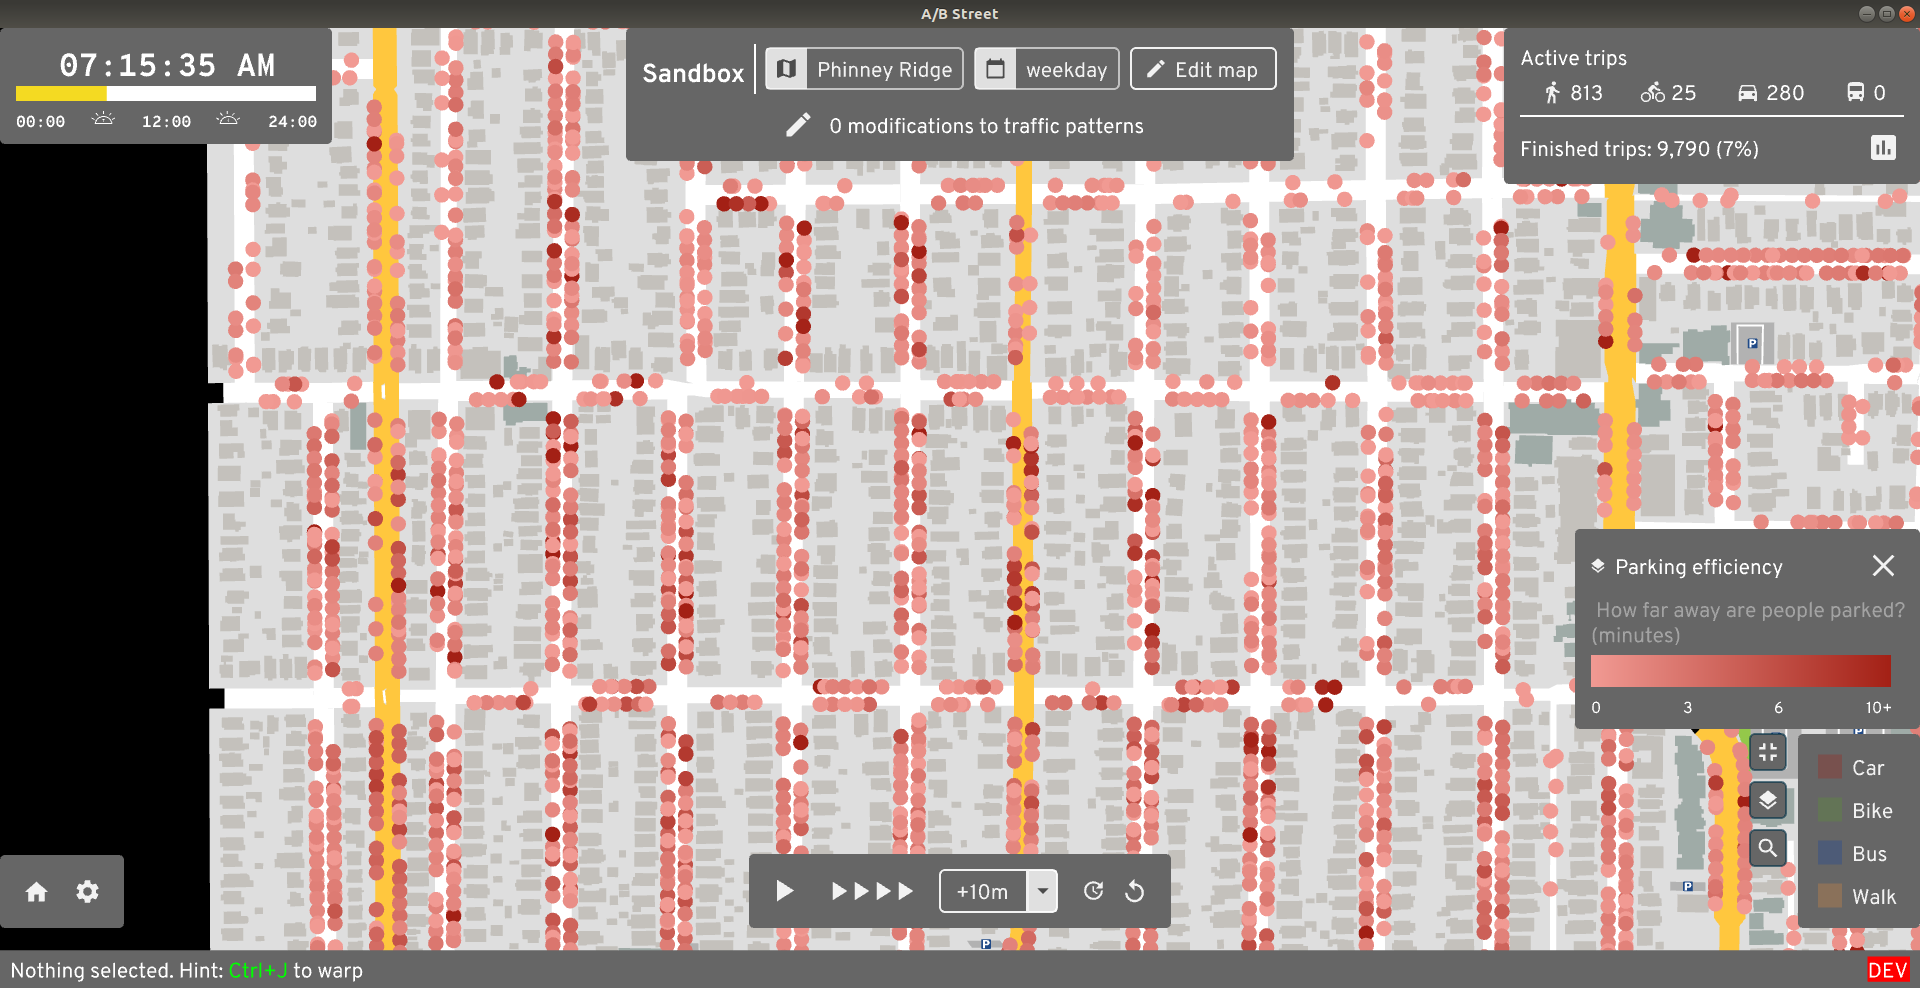 A/B Street
07:15:35 AM
00:00 12:00 24:00
Sandbox Phinney Ridge weekday Edit map
0 modifications to traffic patterns
Active trips
813 25 280 0
Finished trips: 9,790 (7%)
P
Parking efficiency
How far away are people parked?
(minutes)
0 3 6 10+
Car
Bike
Bus
Walk
P
+10m
P
Nothing selected. Hint: Ctrl+J to warp
DEV